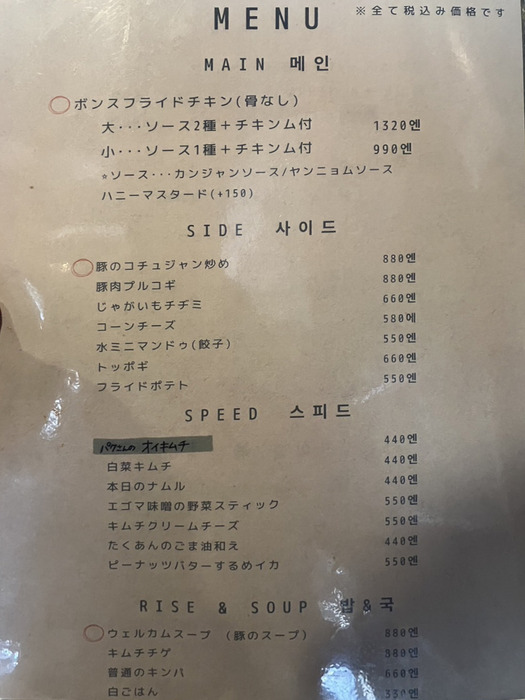 MENU
※全て税込み価格です
MAIN 메인
ボンスフライドチキン(骨なし)
大···ソース2種＋チキンム付 1320엔
小···ソース1種＋チキンム付 990엔
☆ソース···カンジャンソース/ヤンニョムソース
ハニーマスタード(+150)
SIDE 사이드
豚のコチュジャン炒め 880엔
豚肉プルコギ 880엔
じゃがいもチヂミ 660엔
コーンチーズ 580에
水ミニマンドゥ(餃子) 550엔
トッポギ 660엔
フライドポテト 550엔
SPEED 스피드
オイキムチ 440엔
白菜キムチ 440엔
本日のナムル 440엔
エゴマ味噌の野菜スティック 550엔
キムチクリームチーズ 550엔
たくあんのごま油和え 440엔
ピーナッツバターするめイカ 550엔
RISE & SOUP 밥&국
ウェルカムスープ (豚のスープ) 880엔
キムチチゲ 980엔
普通のキンパ 660엔
白ごはん 330엔